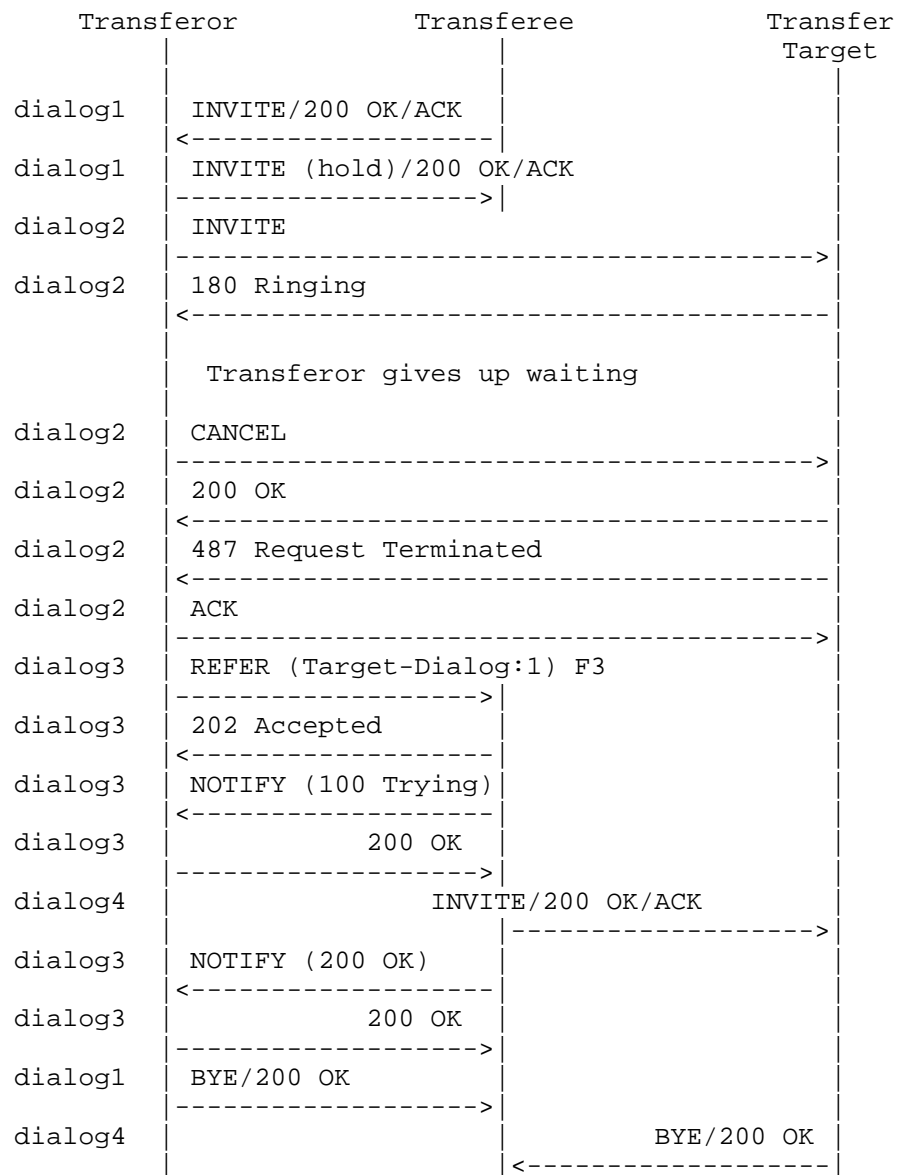 Transferor Transferee Transfer
Target
dialog1 INVITE/200 OK/ACK
dialog1 INVITE (hold)/200 OK/ACK
dialog2 INVITE
dialog2 180 Ringing
Transferor gives up waiting
dialog2 CANCEL
dialog2 200 OK
dialog2 487 Request Terminated
dialog2 ACK
dialog3 REFER (Target-Dialog:1) F3
dialog3 202 Accepted
dialog3 NOTIFY (100 Trying)
dialog3 200 OK
dialog4 INVITE/200 OK/ACK
dialog3 NOTIFY (200 OK)
dialog3 200 OK
dialog1 BYE/200 OK
dialog4 BYE/200 OK